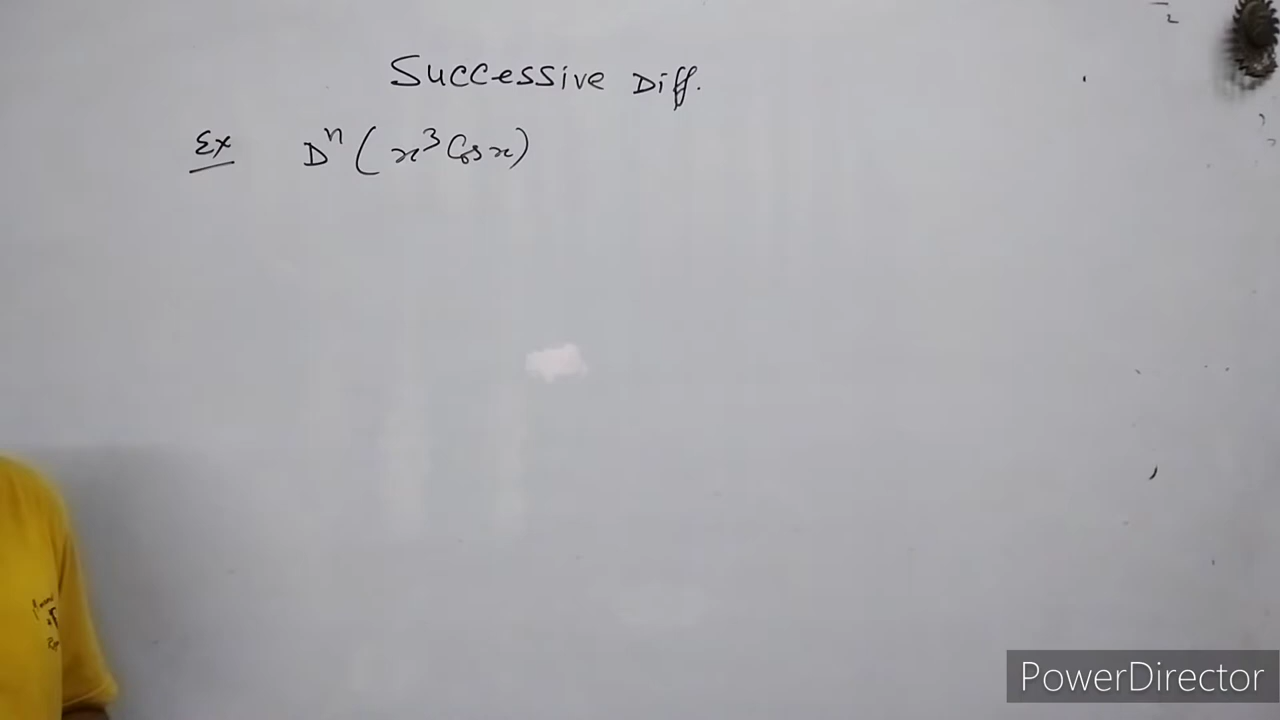 Successive Diff.
Ex D^n (x^3 Cos x)
PowerDirector